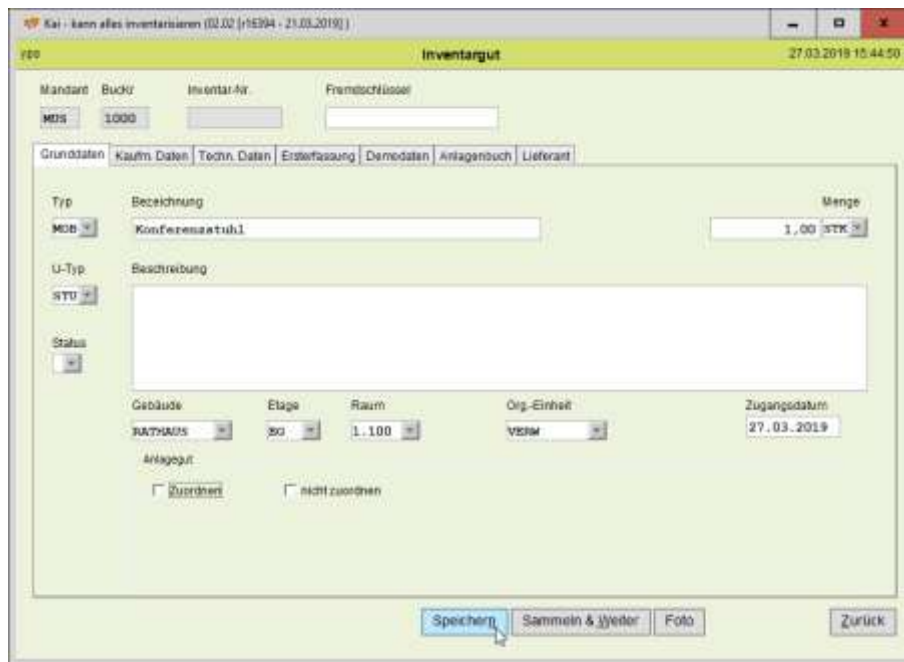 Kai - kann alles inventarisieren (02.02 [r16394 - 21.03.2019] )
Inventargut 27.03.2019 15:44:50
Mandant BucKr Inventar-Nr. Fremdschlüssel
MDS 1000
Grunddaten Kaufm. Daten Techn. Daten Ersterfassung Demodaten Anlagenbuch Lieferant
Typ Bezeichnung Menge
MOB Konferenzstuhl 1,00 STK
U-Typ Beschreibung
STU
Status
Gebäude Etage Raum Org.-Einheit Zugangsdatum
RATHAUS EG 1.100 VERW 27.03.2019
Anlagegut
Zuordnen nicht zuordnen
Speichern Sammeln & Weiter Foto Zurück